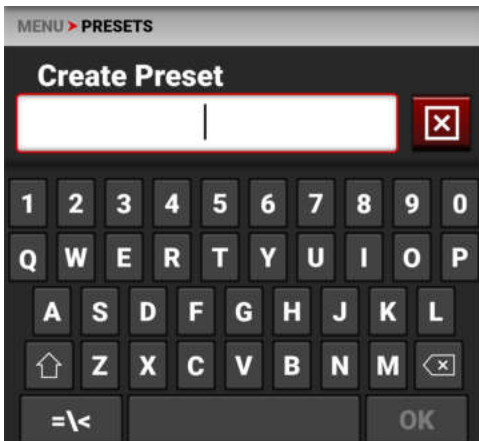 MENU > PRESETS
Create Preset
1 2 3 4 5 6 7 8 9 0
Q W E R T Y U I O P
A S D F G H J K L
Z X C V B N M
=\< OK